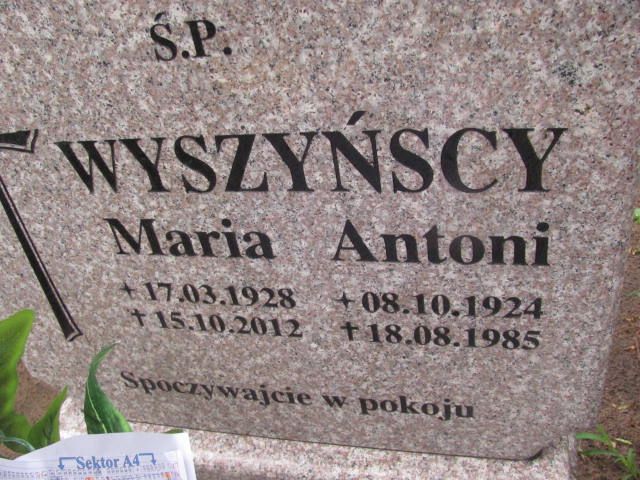 Ś.P.
WYSZYŃSCY
Maria Antoni
+ 17.03.1928 + 08.10.1924
† 15.10.2012 † 18.08.1985
Spoczywajcie w pokoju
Sektor A4